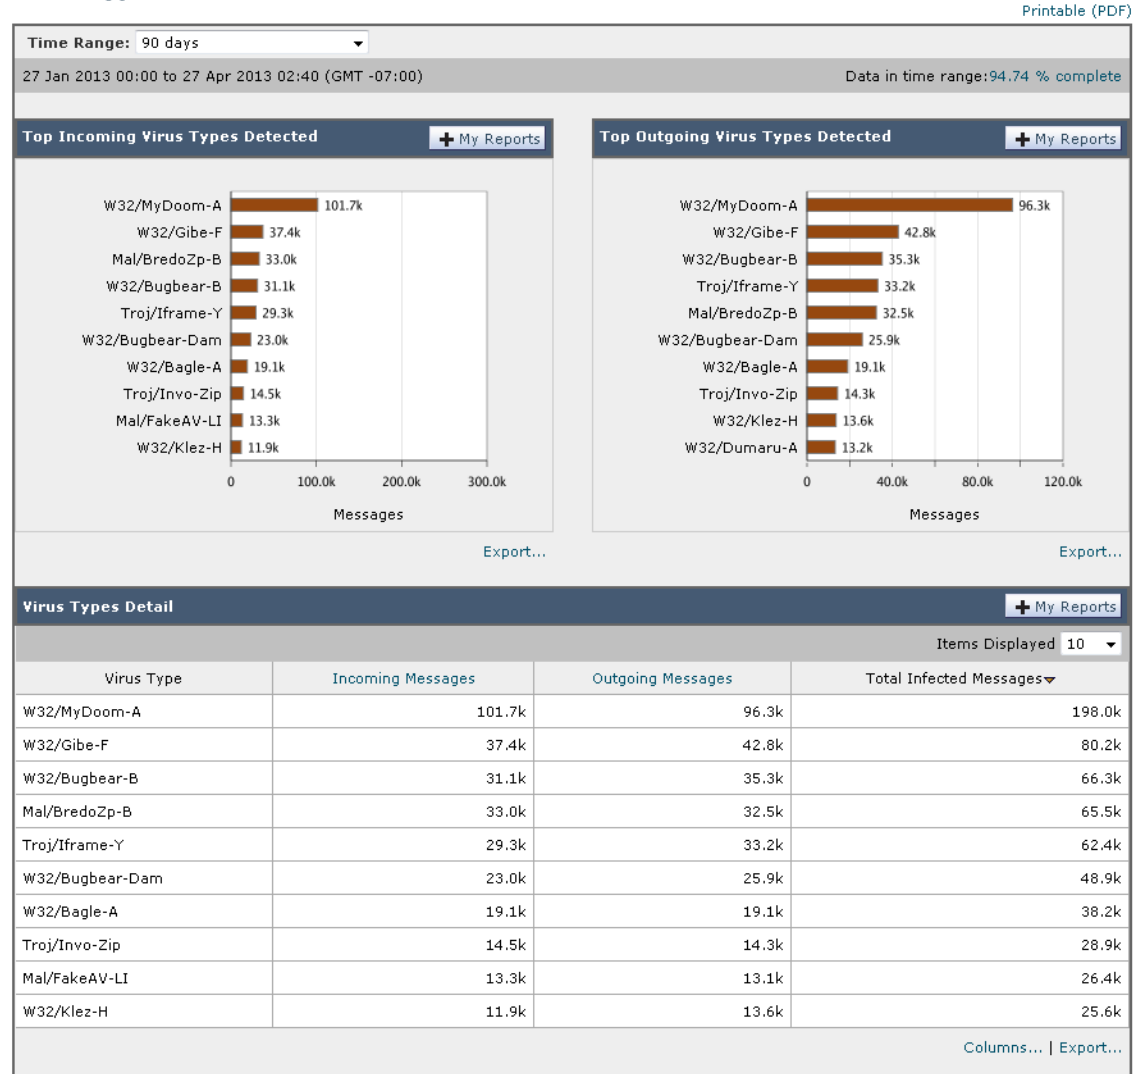 Printable (PDF)
Time Range: 90 days
27 Jan 2013 00:00 to 27 Apr 2013 02:40 (GMT -07:00)
Data in time range:94.74 % complete
Top Incoming Virus Types Detected
+ My Reports
W32/MyDoom-A 101.7k
W32/Gibe-F 37.4k
Mal/BredoZp-B 33.0k
W32/Bugbear-B 31.1k
Troj/Iframe-Y 29.3k
W32/Bugbear-Dam 23.0k
W32/Bagle-A 19.1k
Troj/Invo-Zip 14.5k
Mal/FakeAV-LI 13.3k
W32/Klez-H 11.9k
0 100.0k 200.0k 300.0k
Messages
Export...
Top Outgoing Virus Types Detected
+ My Reports
W32/MyDoom-A 96.3k
W32/Gibe-F 42.8k
W32/Bugbear-B 35.3k
Troj/Iframe-Y 33.2k
Mal/BredoZp-B 32.5k
W32/Bugbear-Dam 25.9k
W32/Bagle-A 19.1k
Troj/Invo-Zip 14.3k
W32/Klez-H 13.6k
W32/Dumaru-A 13.2k
0 40.0k 80.0k 120.0k
Messages
Export...
Virus Types Detail
+ My Reports
Items Displayed 10
Virus Type Incoming Messages Outgoing Messages Total Infected Messages
W32/MyDoom-A 101.7k 96.3k 198.0k
W32/Gibe-F 37.4k 42.8k 80.2k
W32/Bugbear-B 31.1k 35.3k 66.3k
Mal/BredoZp-B 33.0k 32.5k 65.5k
Troj/Iframe-Y 29.3k 33.2k 62.4k
W32/Bugbear-Dam 23.0k 25.9k 48.9k
W32/Bagle-A 19.1k 19.1k 38.2k
Troj/Invo-Zip 14.5k 14.3k 28.9k
Mal/FakeAV-LI 13.3k 13.1k 26.4k
W32/Klez-H 11.9k 13.6k 25.6k
Columns... | Export...